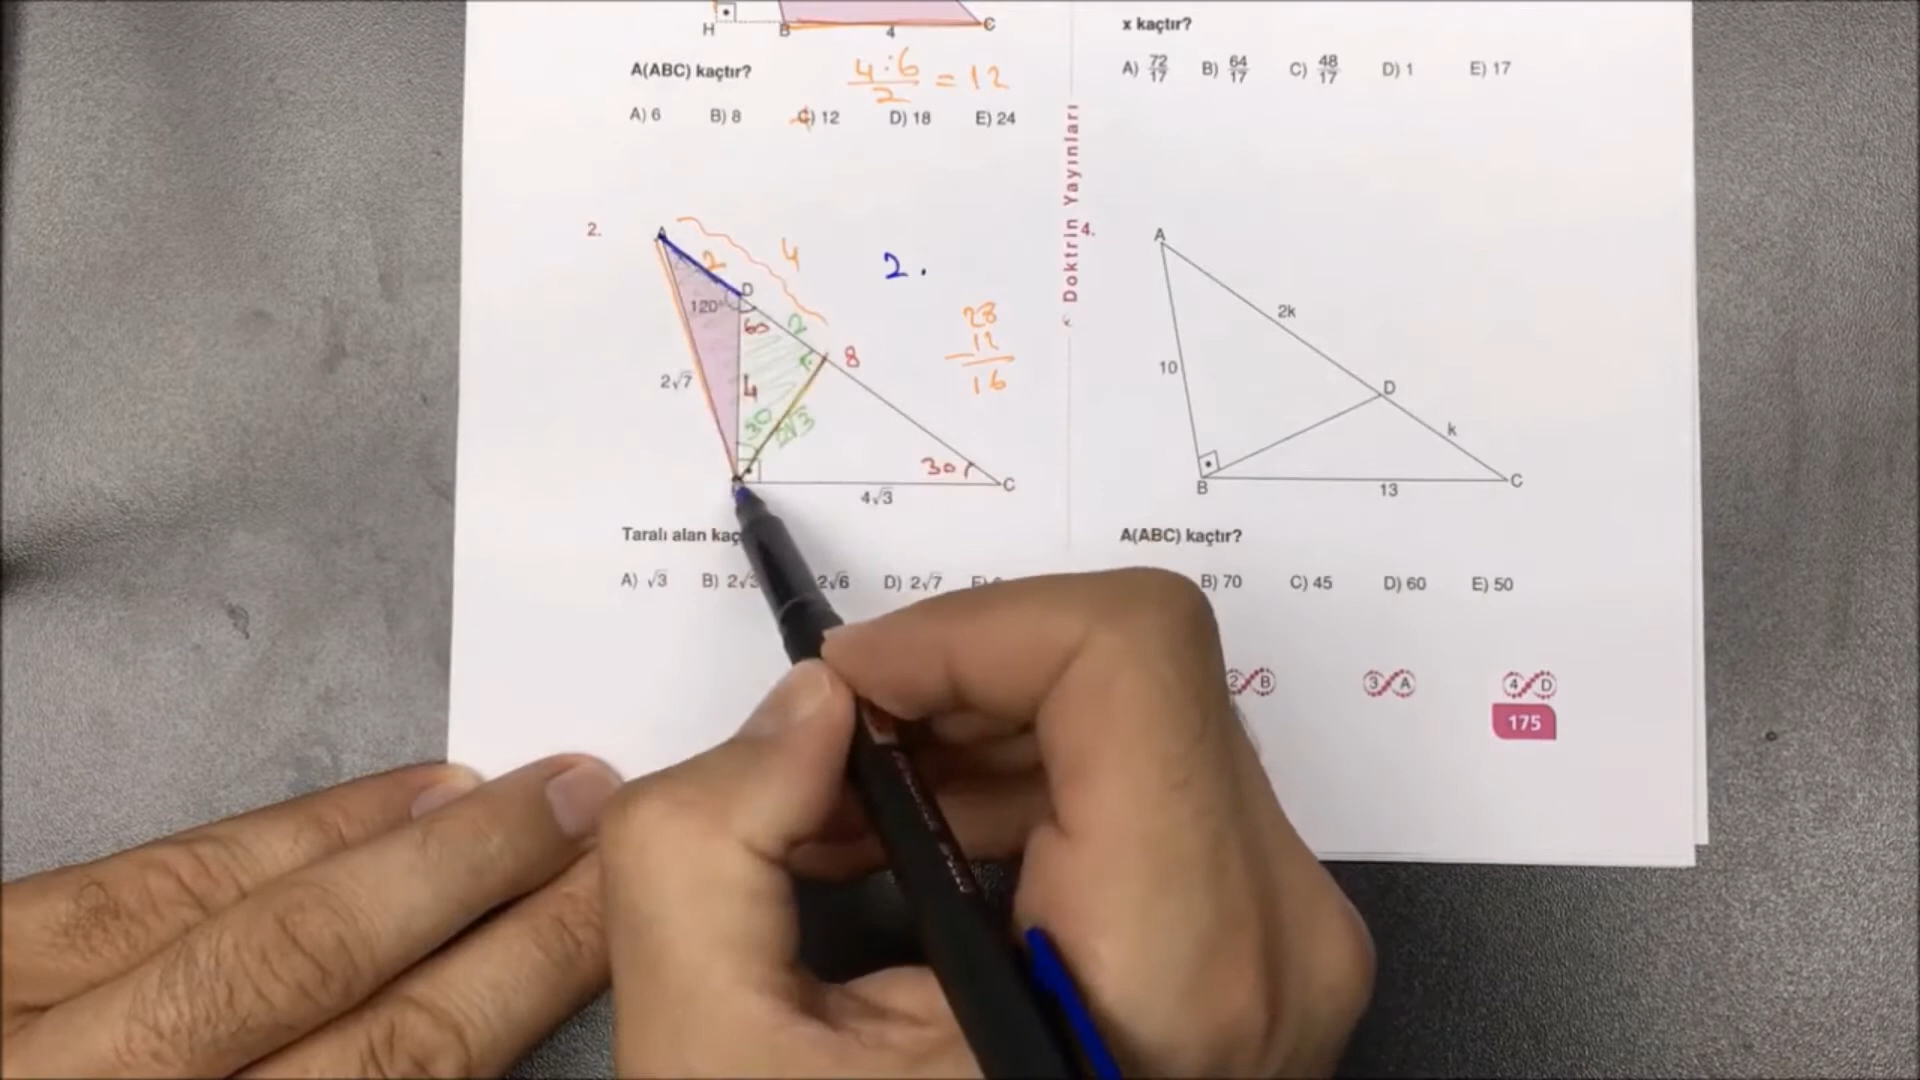 H B 4 C
A(ABC) kaçtır?
4.6
2
= 12
A) 6 B) 8 C) 12 D) 18 E) 24
2.
A
2
4
D
120°
60
2
8
2√7
4
30
2√3
30
4√3
C
2 .
28
12
16
Taralı alan
A) √3 B) 2√3 2√6 D) 2√7
Doktrin Yayınları
x kaçtır?
A) 72/17 B) 64/17 C) 48/17 D) 1 E) 17
4.
A
2k
10
D
k
B
13
C
A(ABC) kaçtır?
B) 70 C) 45 D) 60 E) 50
2 B 3 A 4 D
175